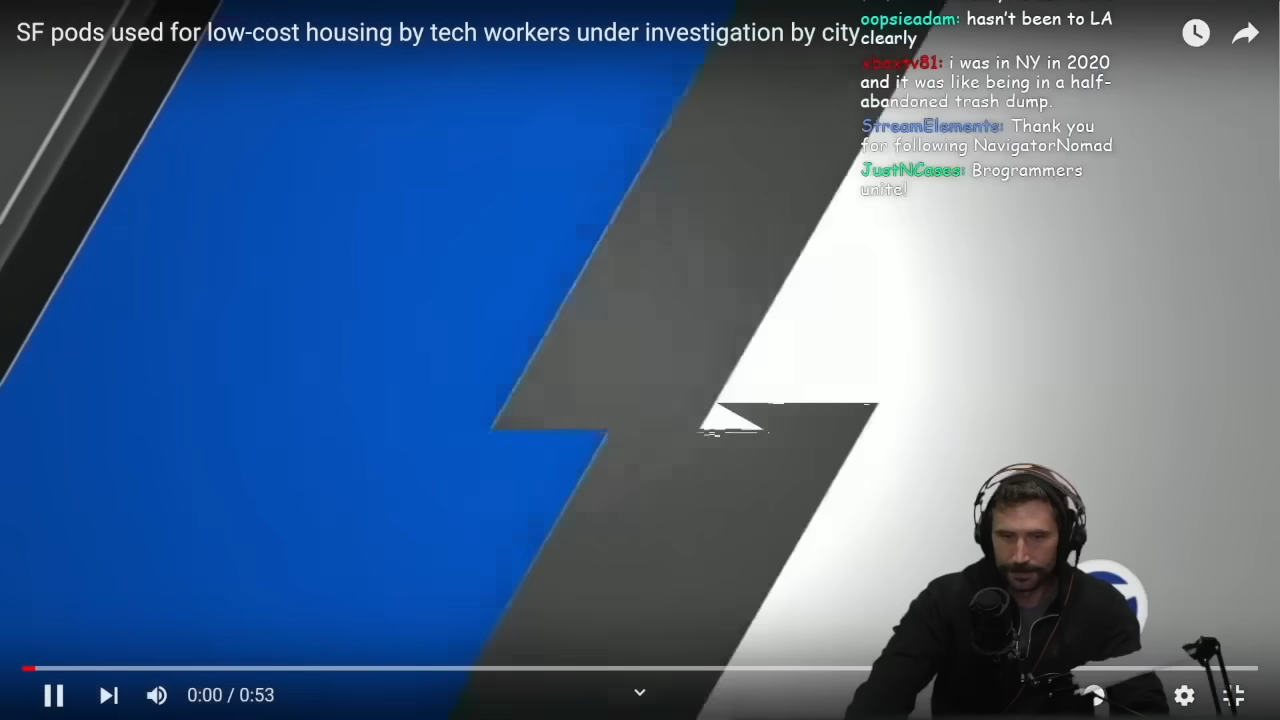 SF pods used for low-cost housing by tech workers under investigation by city
oopsieadam: hasn't been to LA
clearly
xboxtv81: i was in NY in 2020
and it was like being in a half-
abandoned trash dump.
StreamElements: Thank you
for following NavigatorNomad
JustNCases: Brogrammers
unite!
0:00 / 0:53